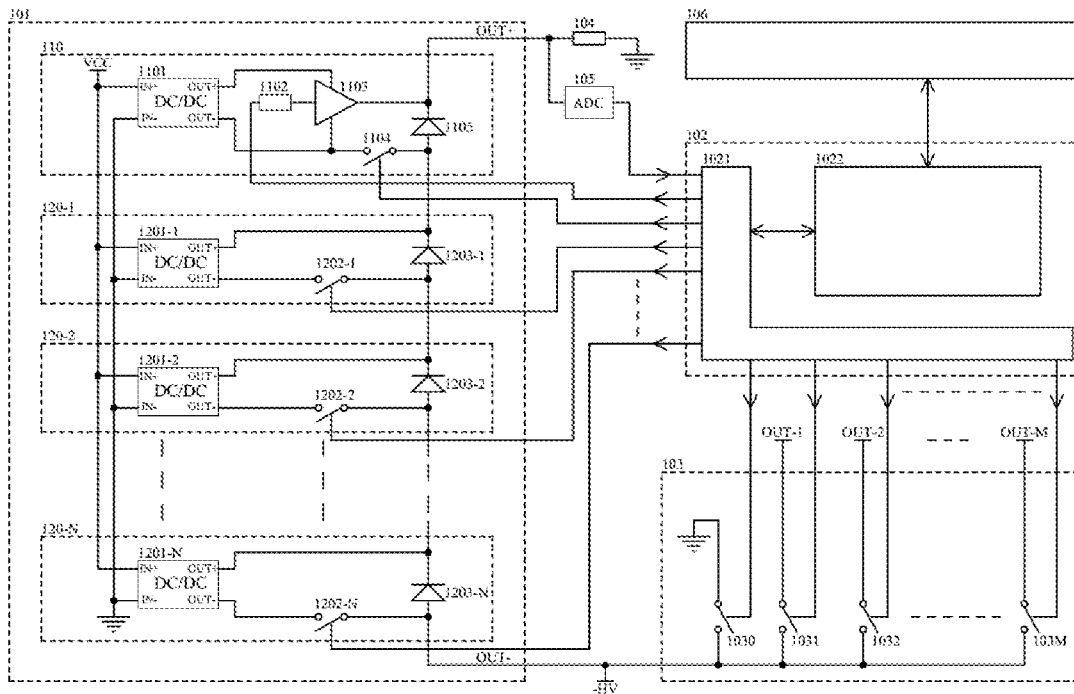 101
OUT+
104
106
110
VCC
1101
IN+ OUT+
DC/DC
IN- OUT-
1102
1103
105
ADC
1104
1105
102
1021
1022
120-1
1201-1
IN+ OUT+
DC/DC
IN- OUT-
1202-1
1203-1
120-2
1201-2
IN+ OUT+
DC/DC
IN- OUT-
1202-2
1203-2
OUT-1
OUT-2
OUT-M
103
120-N
1201-N
IN+ OUT+
DC/DC
IN- OUT-
1202-N
1203-N
1030
1031
1032
103M
OUT-
-HV